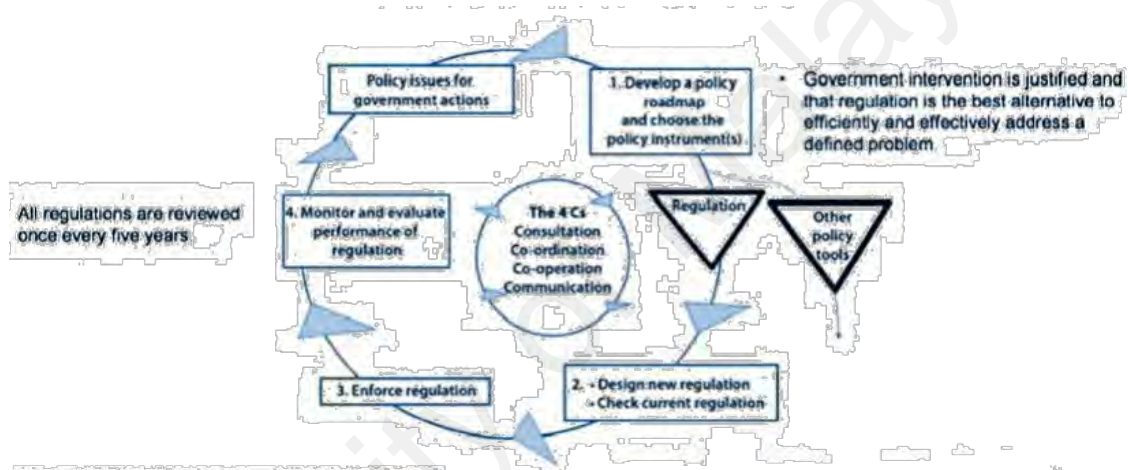 Policy issues for
government actions
1. Develop a policy
roadmap
and choose the
policy instrument(s)
• Government intervention is justified and
that regulation is the best alternative to
efficiently and effectively address a
defined problem
All regulations are reviewed
once every five years
4. Monitor and evaluate
performance of
regulation
The 4 Cs
Consultation
Co-ordination
Co-operation
Communication
Regulation
Other
policy
tools
3. Enforce regulation
2. - Design new regulation
- Check current regulation